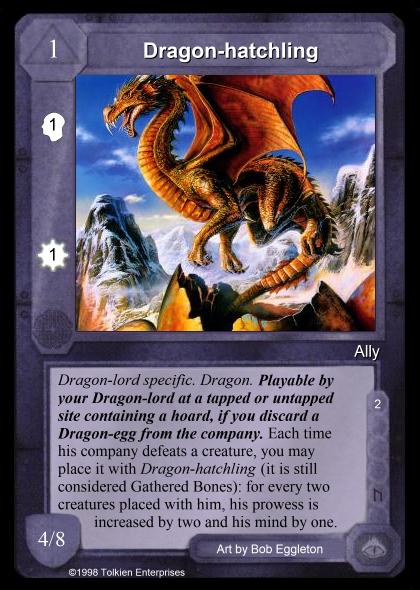 1
Dragon-hatchling
1
1
Ally
Dragon-lord specific. Dragon. Playable by
your Dragon-lord at a tapped or untapped
site containing a hoard, if you discard a
Dragon-egg from the company. Each time
his company defeats a creature, you may
place it with Dragon-hatchling (it is still
considered Gathered Bones): for every two
creatures placed with him, his prowess is
increased by two and his mind by one.
2
4/8
Art by Bob Eggleton
©1998 Tolkien Enterprises